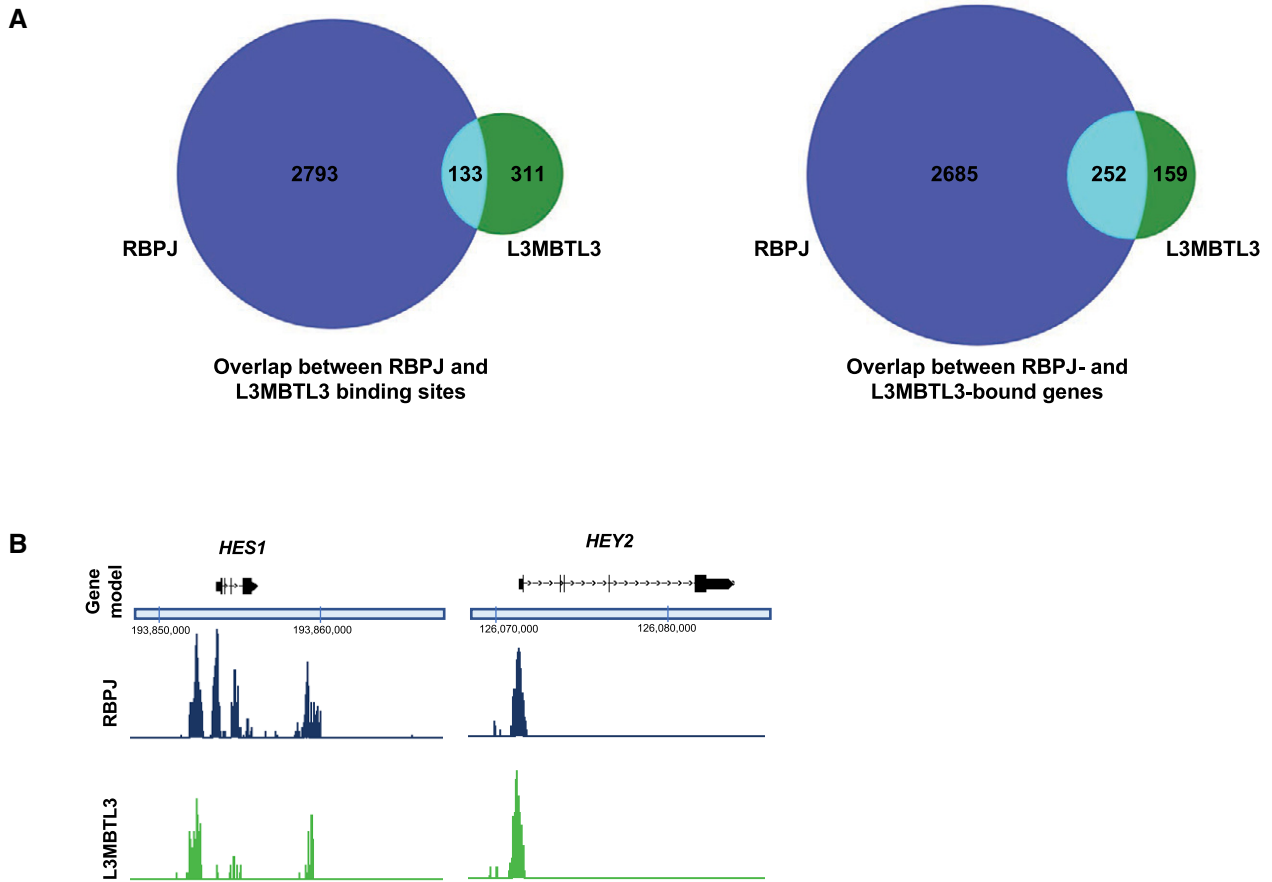 A
2793
133
311
RBPJ
L3MBTL3
Overlap between RBPJ and
L3MBTL3 binding sites
2685
252
159
RBPJ
L3MBTL3
Overlap between RBPJ- and
L3MBTL3-bound genes
B
HES1
HEY2
Gene
model
193,850,000
193,860,000
126,070,000
126,080,000
RBPJ
L3MBTL3